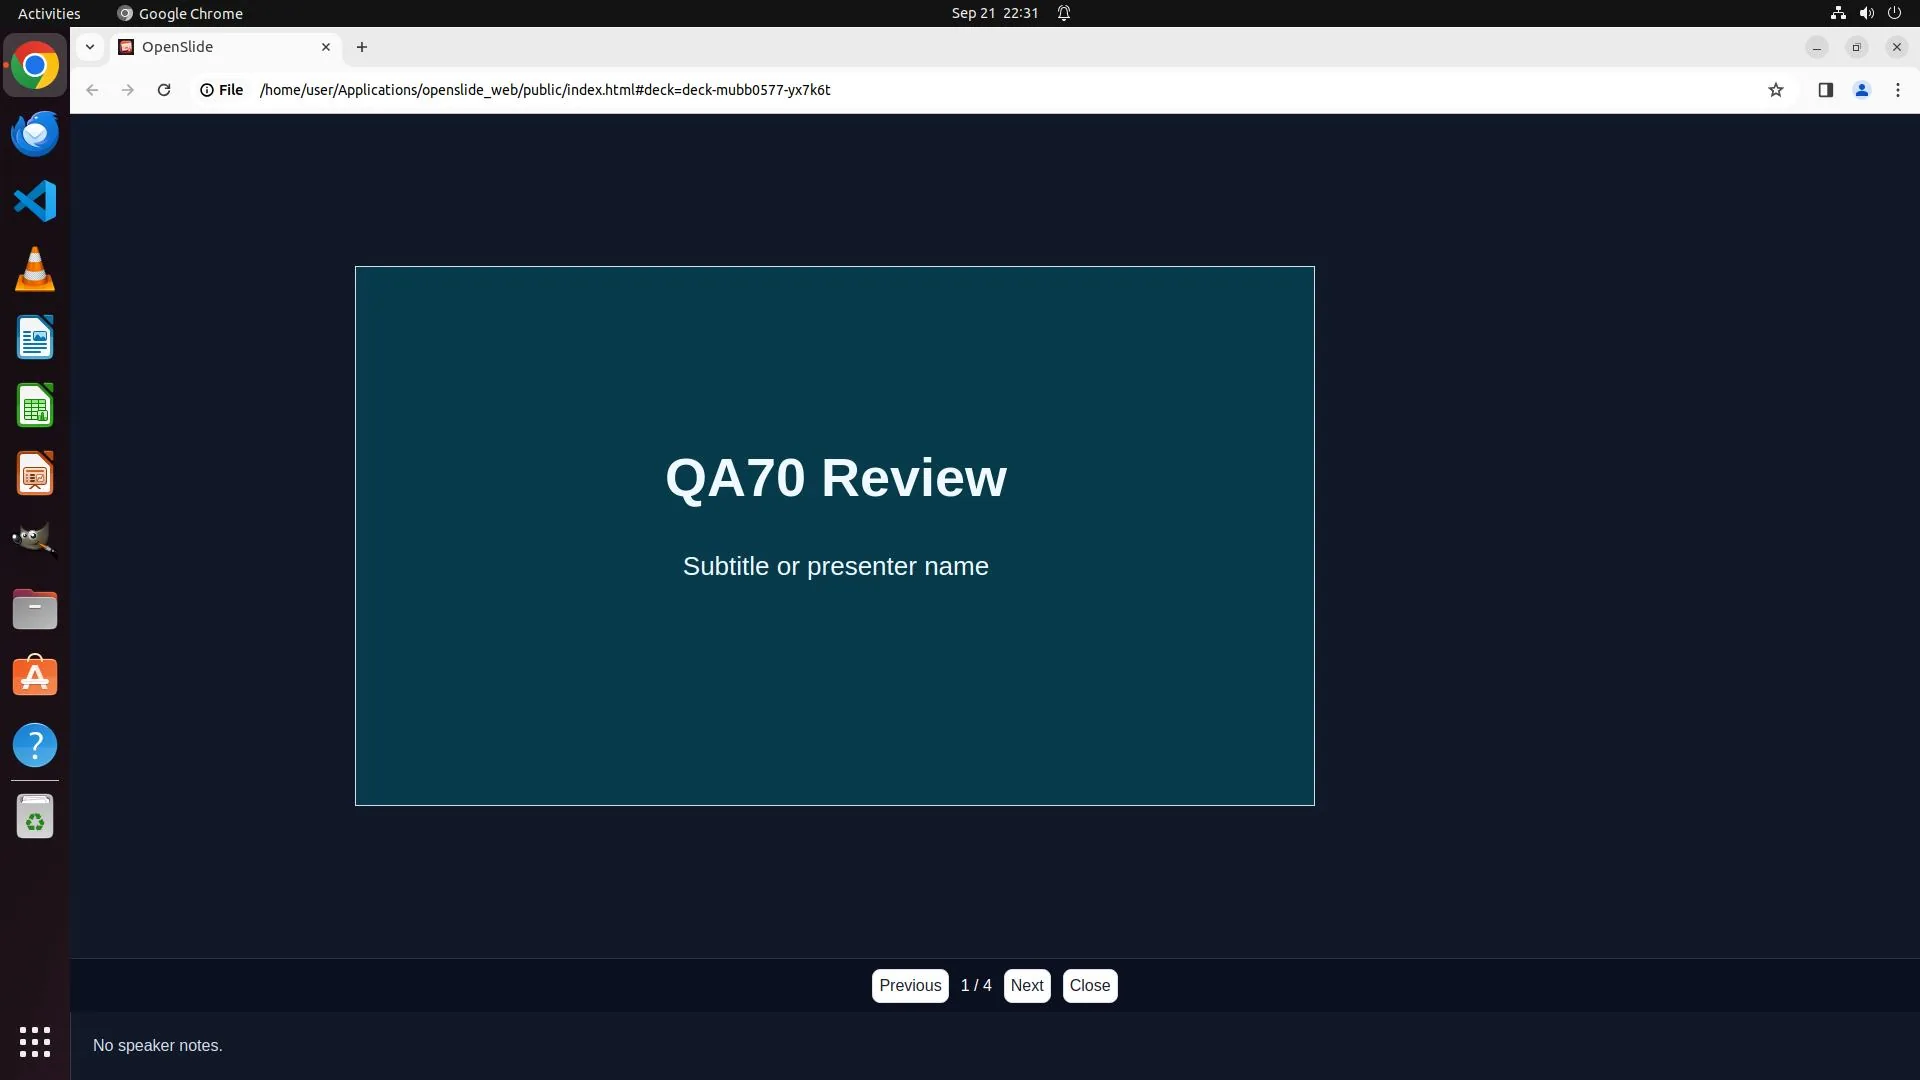 Activities
Google Chrome
Sep 21 22:31
OpenSlide
File
/home/user/Applications/openslide_web/public/index.html#deck=deck-mubb0577-yx7k6t
QA70 Review
Subtitle or presenter name
Previous
1 / 4
Next
Close
No speaker notes.